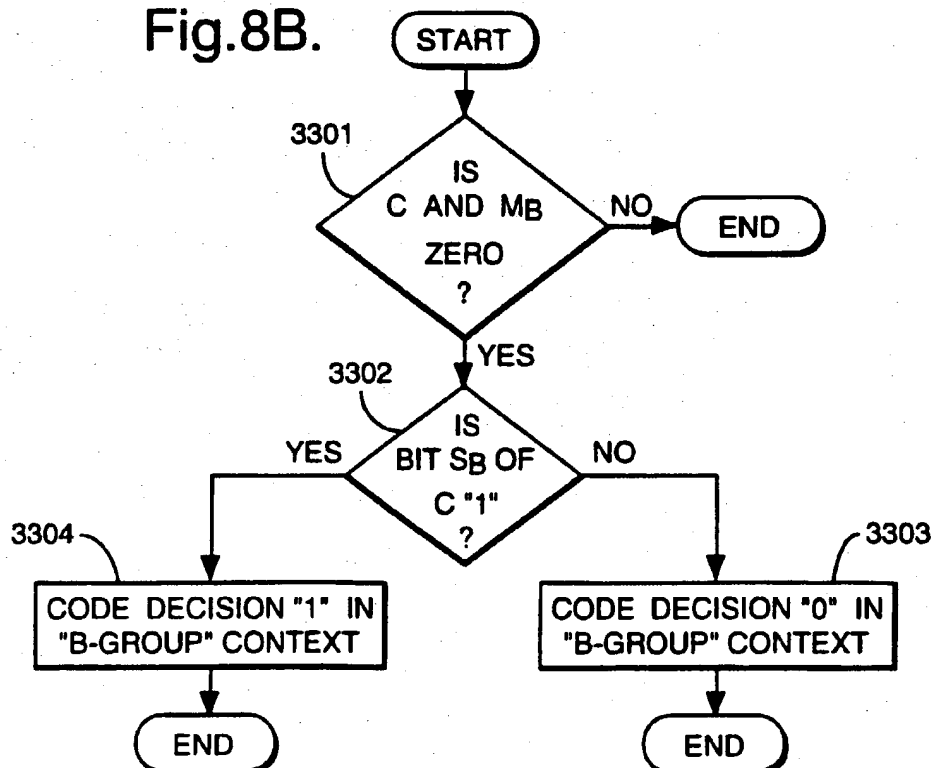 Fig.8B.
START
3301
IS
C AND MB
ZERO
?
NO
END
YES
3302
IS
BIT SB OF
C "1"
?
YES
NO
3304
3303
CODE DECISION "1" IN
"B-GROUP" CONTEXT
CODE DECISION "0" IN
"B-GROUP" CONTEXT
END
END